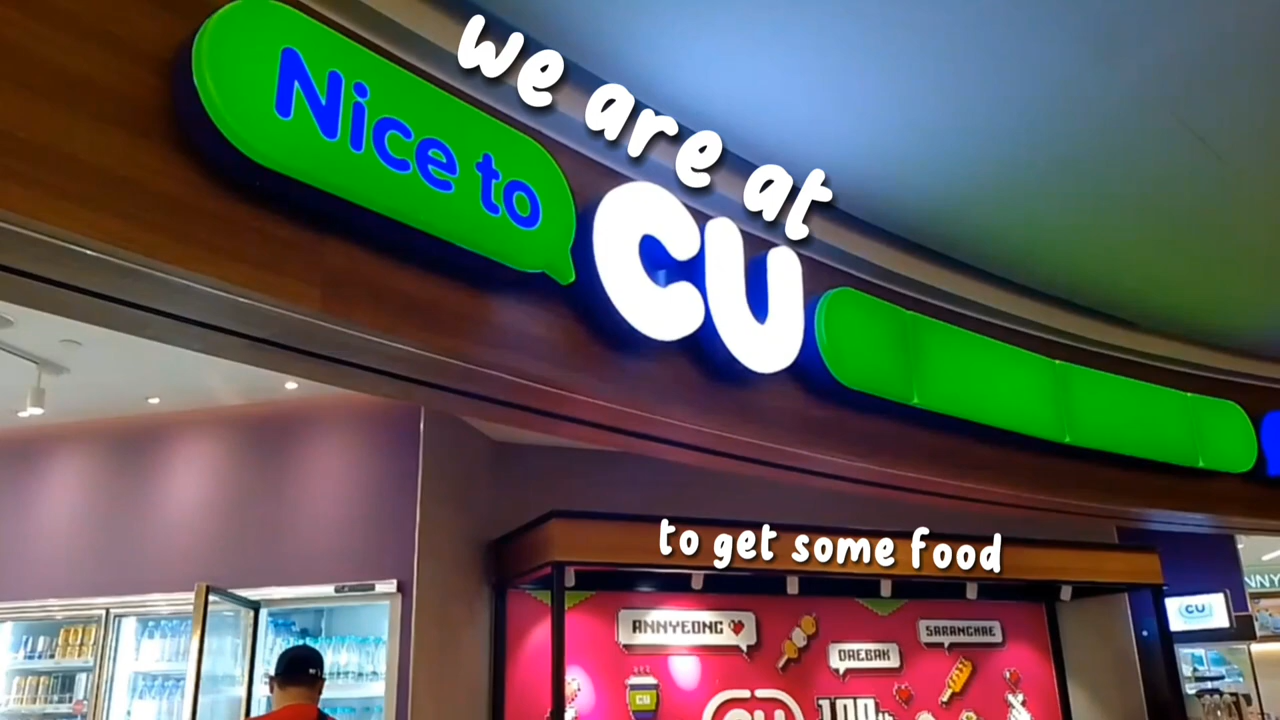 we are at
Nice to
CU
to get some food
ANNYEONG
SARANGHAE
DAEBAK
CU
CU